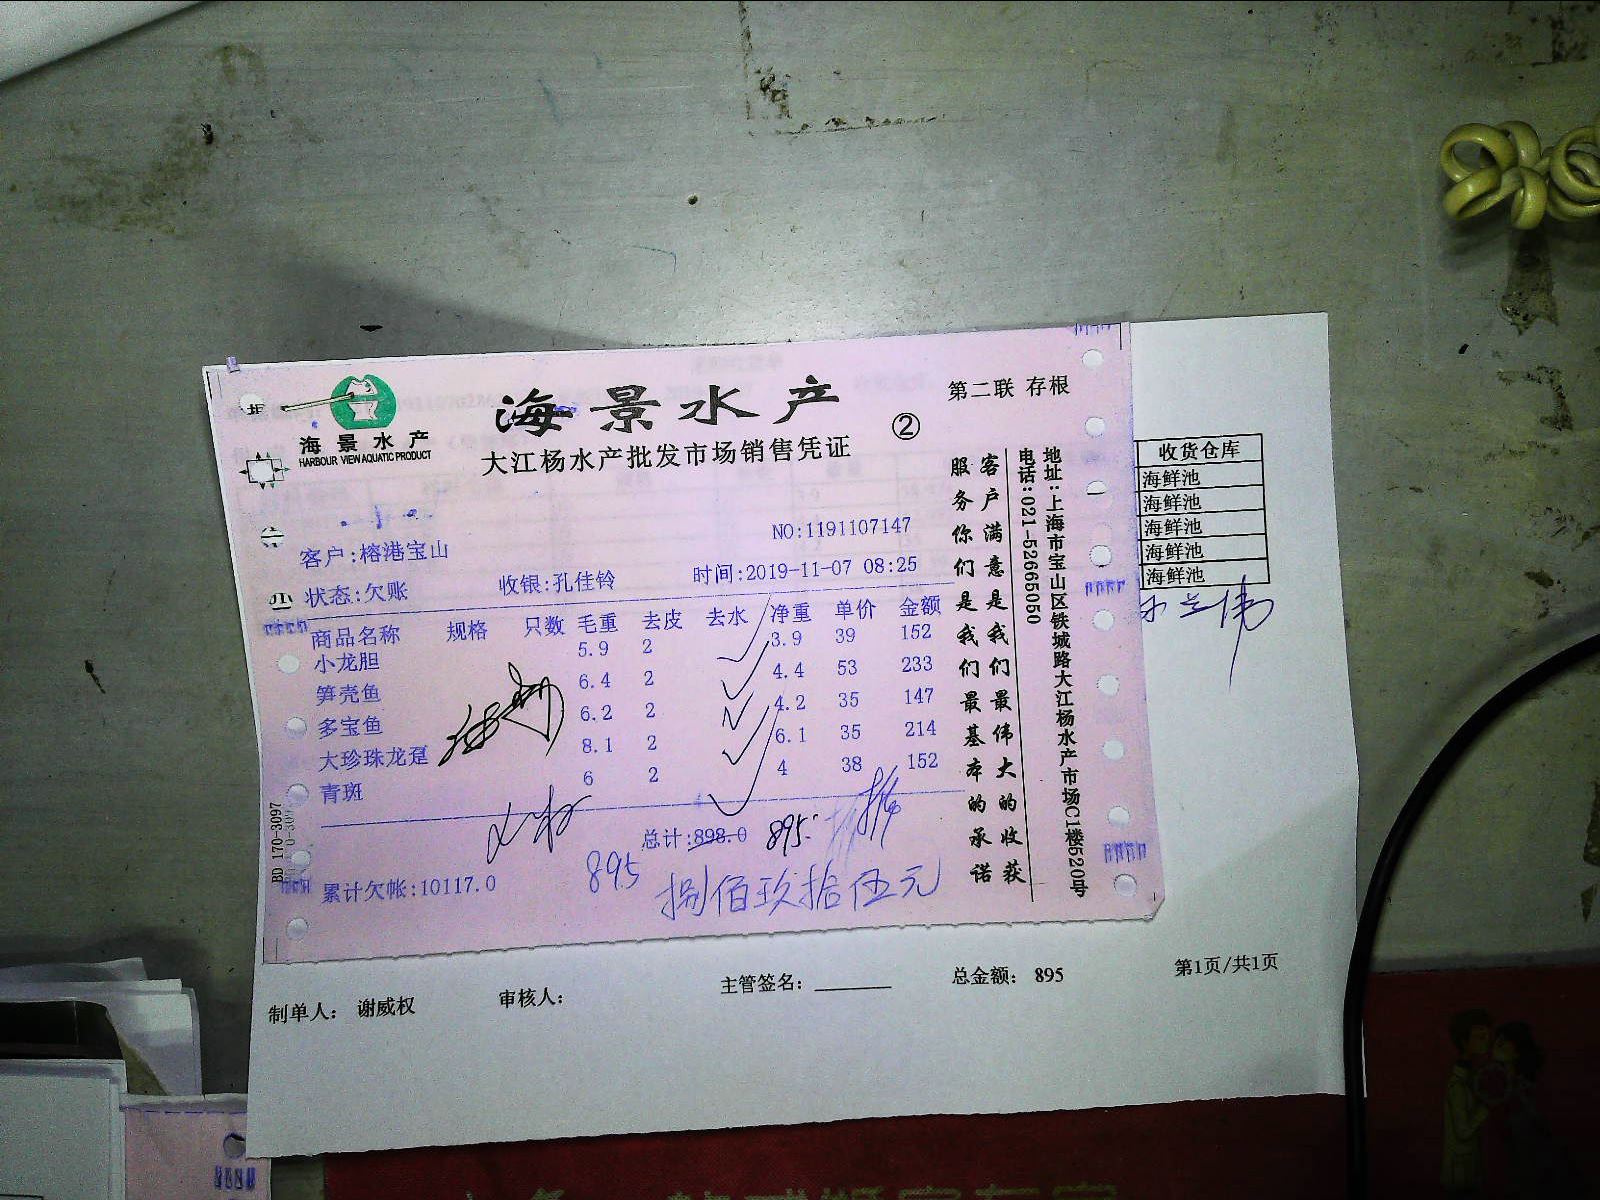 海景水产
HARBOUR VIEW AQUATIC PRODUCT
海景水产
大江杨水产批发市场销售凭证
②
第二联 存根
客户:榕港宝山
NO:1191107147
状态:欠账 收银:孔佳铃 时间:2019-11-07 08:25
商品名称 规格 只数 毛重 去皮 去水 净重 单价 金额
小龙胆 5.9 2 3.9 39 152
笋壳鱼 6.4 2 4.4 53 233
多宝鱼 6.2 2 4.2 35 147
大珍珠龙趸 8.1 2 6.1 35 214
青斑 6 2 4 38 152
总计:898.0 895.
累计欠帐:10117.0
895 捌佰玖拾伍元
客户满意是我们最伟大的收获
服务你们是我们最基本的承诺
地址:上海市宝山区铁城路大江杨水产市场C1楼520号
电话:021-52665050
BD 170-3097
收货仓库
海鲜池
海鲜池
海鲜池
海鲜池
海鲜池
制单人: 谢威权 审核人: 主管签名: 总金额: 895 第1页/共1页